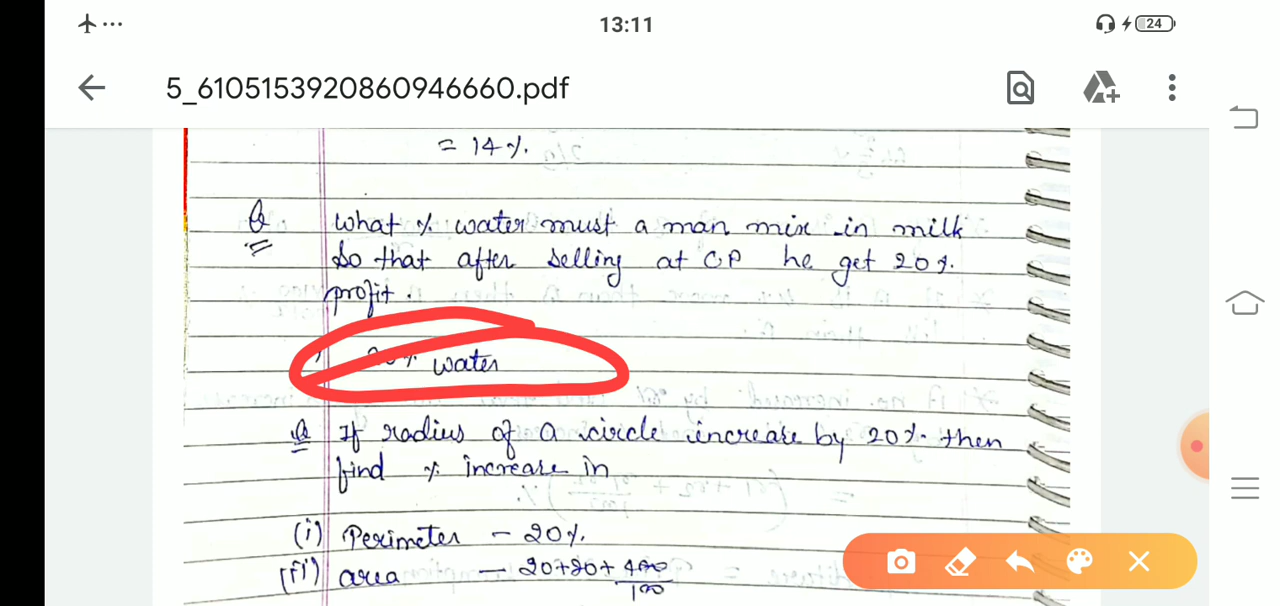 13:11
24
5_6105153920860946660.pdf
= 14 %.
Q What % water must a man mix in milk
So that after selling at CP he get 20%.
profit.
20% water
Q If radius of a circle increase by 20% then
find % increase in
(i) Perimeter - 20%.
(ii) area - 20+20+ 400
100